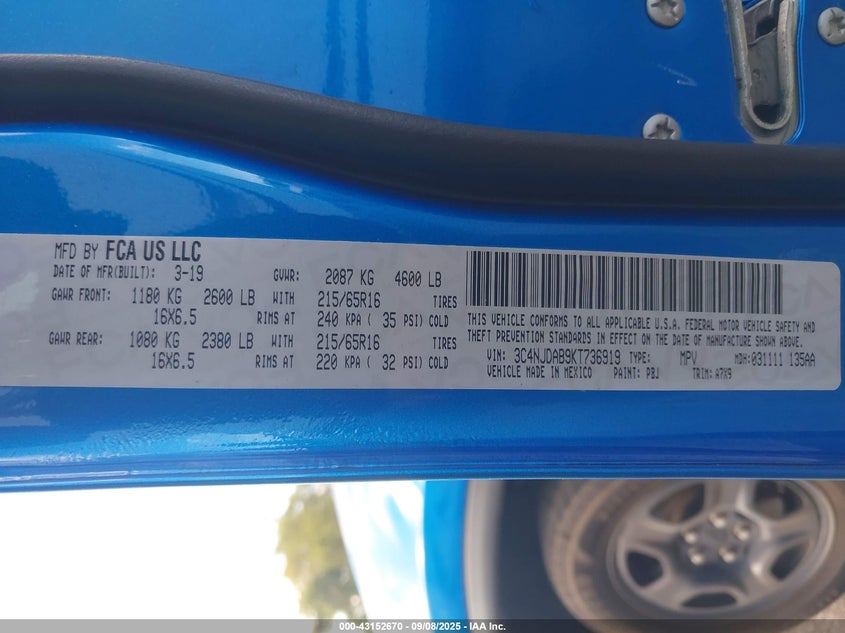 MFD BY FCA US LLC
DATE OF MFR(BUILT): 3-19 GVWR: 2087 KG 4600 LB
GAWR FRONT: 1180 KG 2600 LB WITH 215/65R16 TIRES
16X6.5 RIMS AT 240 KPA ( 35 PSI) COLD
GAWR REAR: 1080 KG 2380 LB WITH 215/65R16 TIRES
16X6.5 RIMS AT 220 KPA ( 32 PSI) COLD
THIS VEHICLE CONFORMS TO ALL APPLICABLE U.S.A. FEDERAL MOTOR VEHICLE SAFETY AND
THEFT PREVENTION STANDARDS IN EFFECT ON THE DATE OF MANUFACTURE SHOWN ABOVE.
VIN: 3C4NJDAB9KT736919 TYPE: MPV MDH: 031111 135AA
VEHICLE MADE IN MEXICO PAINT: PBJ TRIM: A7X9
000-43152670 - 09/08/2025 - IAA Inc.